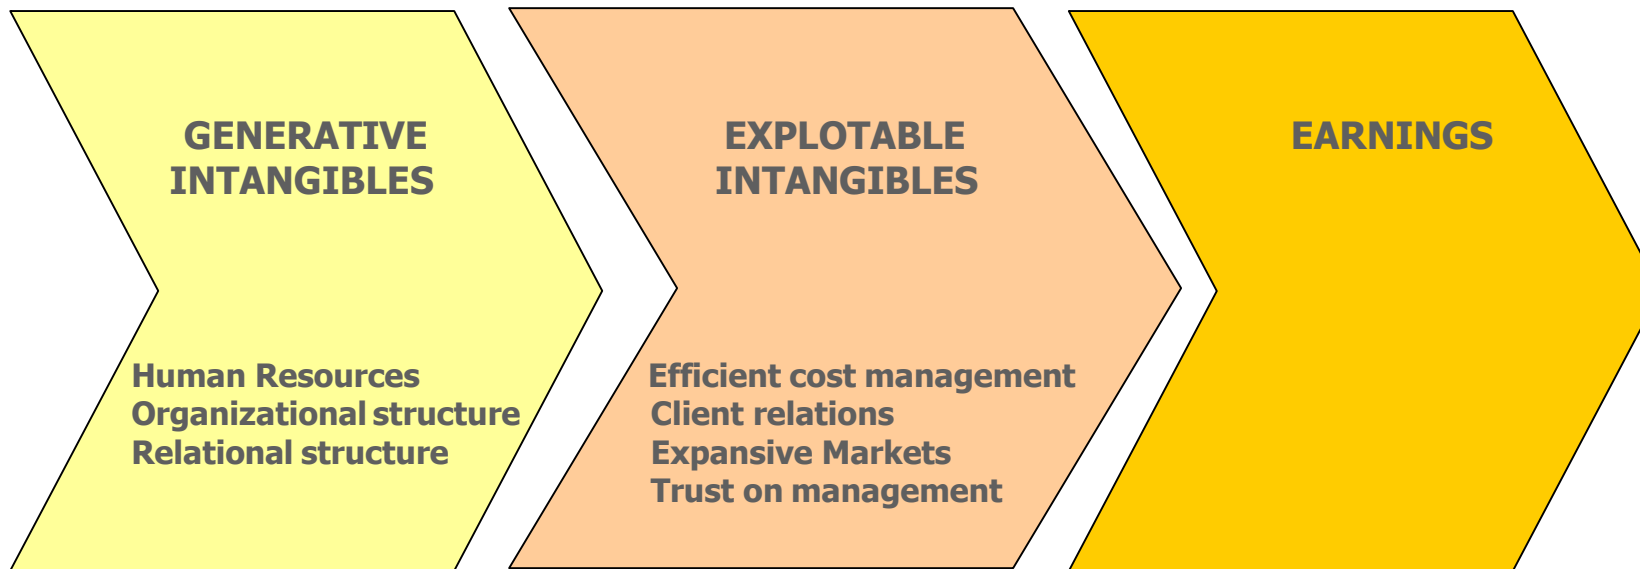 GENERATIVE
INTANGIBLES
Human Resources
Organizational structure
Relational structure
EXPLOTABLE
INTANGIBLES
Efficient cost management
Client relations
Expansive Markets
Trust on management
EARNINGS